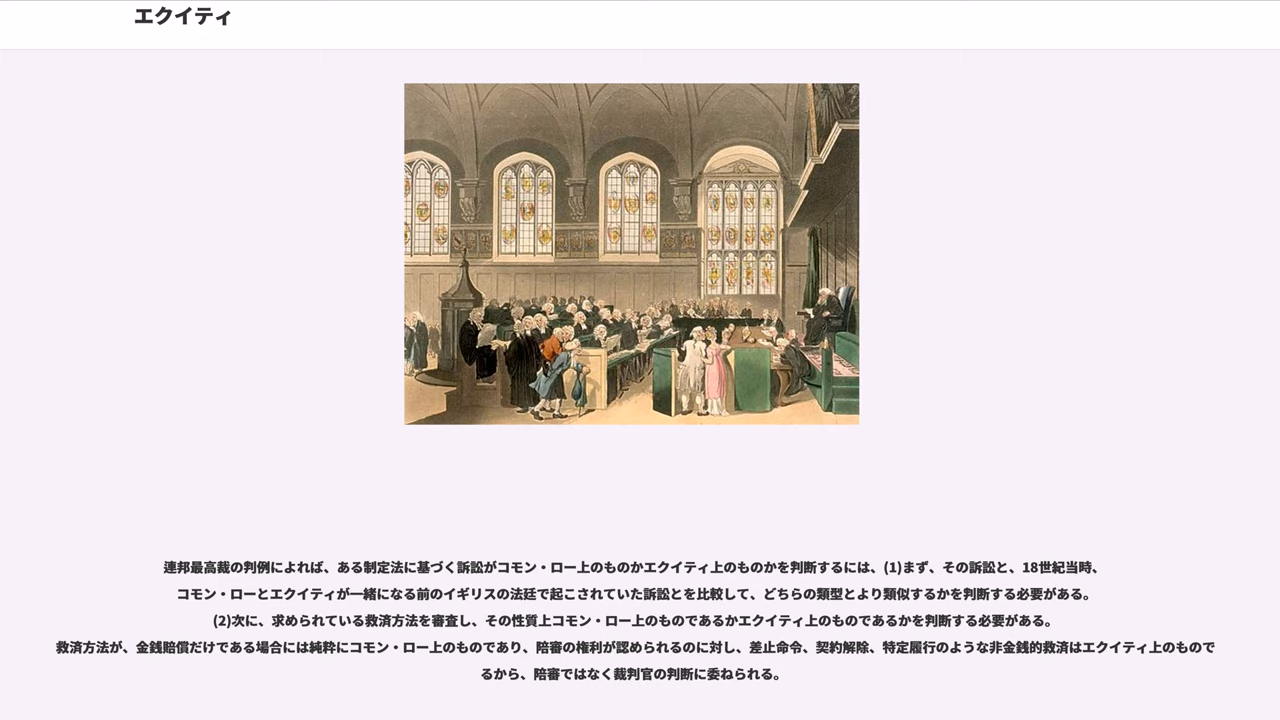 エクイティ
連邦最高裁の判例によれば、ある制定法に基づく訴訟がコモン・ロー上のものかエクイティ上のものかを判断するには、(1)まず、その訴訟と、18世紀当時、
コモン・ローとエクイティが一緒になる前のイギリスの法廷で起こされていた訴訟とを比較して、どちらの類型とより類似するかを判断する必要がある。
(2)次に、求められている救済方法を審査し、その性質上コモン・ロー上のものであるかエクイティ上のものであるかを判断する必要がある。
救済方法が、金銭賠償だけである場合には純粋にコモン・ロー上のものであり、陪審の権利が認められるのに対し、差止命令、契約解除、特定履行のような非金銭的救済はエクイティ上のもので
るから、陪審ではなく裁判官の判断に委ねられる。